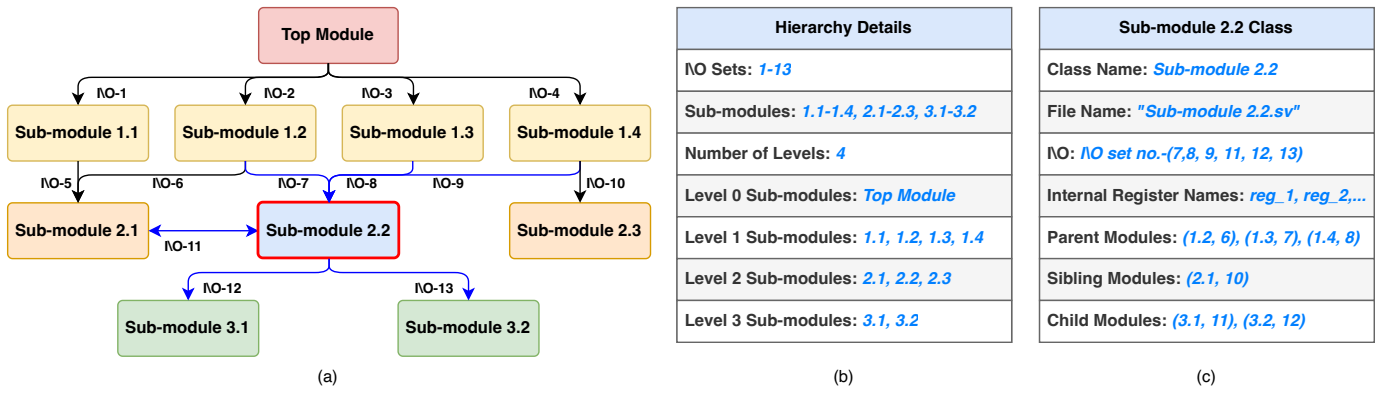 Top Module
I\O-1
I\O-2
I\O-3
I\O-4
Sub-module 1.1
Sub-module 1.2
Sub-module 1.3
Sub-module 1.4
I\O-5
I\O-6
I\O-7
I\O-8
I\O-9
I\O-10
Sub-module 2.1
Sub-module 2.2
Sub-module 2.3
I\O-11
I\O-12
I\O-13
Sub-module 3.1
Sub-module 3.2
(a)
Hierarchy Details
I\O Sets: 1-13
Sub-modules: 1.1-1.4, 2.1-2.3, 3.1-3.2
Number of Levels: 4
Level 0 Sub-modules: Top Module
Level 1 Sub-modules: 1.1, 1.2, 1.3, 1.4
Level 2 Sub-modules: 2.1, 2.2, 2.3
Level 3 Sub-modules: 3.1, 3.2
(b)
Sub-module 2.2 Class
Class Name: Sub-module 2.2
File Name: "Sub-module 2.2.sv"
I\O: I\O set no.-(7,8, 9, 11, 12, 13)
Internal Register Names: reg_1, reg_2,...
Parent Modules: (1.2, 6), (1.3, 7), (1.4, 8)
Sibling Modules: (2.1, 10)
Child Modules: (3.1, 11), (3.2, 12)
(c)